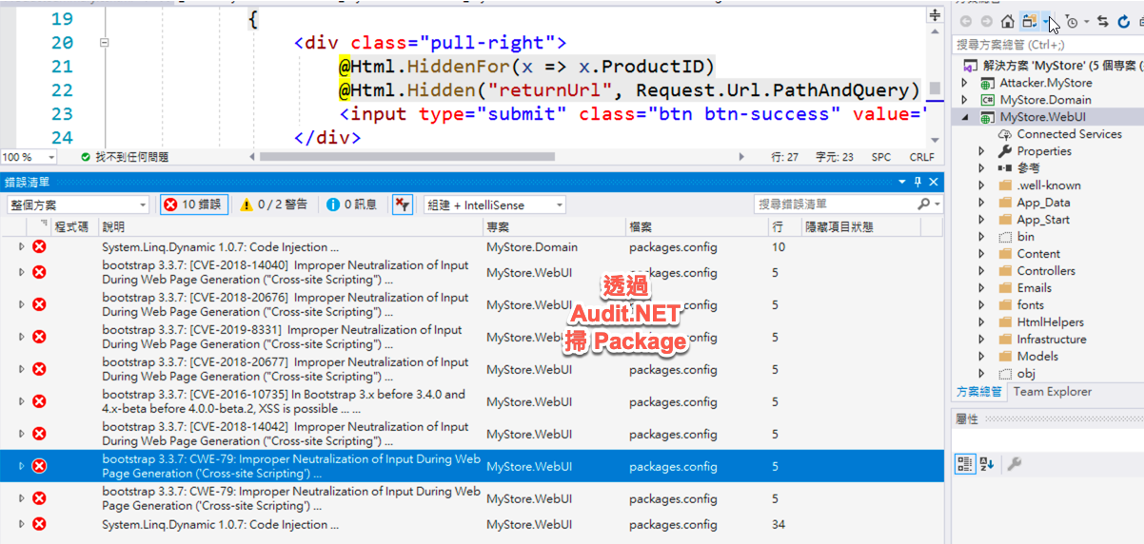 19 {
20 <div class="pull-right">
21 @Html.HiddenFor(x => x.ProductID)
22 @Html.Hidden("returnUrl", Request.Url.PathAndQuery)
23 <input type="submit" class="btn btn-success" value="
24 </div>
100 % 找不到任何問題 行: 27 字元: 23 SPC CRLF
錯誤清單
整個方案 10 錯誤 0 / 2 警告 0 訊息 組建 + IntelliSense 搜尋錯誤清單
程式碼 說明 專案 檔案 行 隱藏項目狀態
System.Linq.Dynamic 1.0.7: Code Injection ... MyStore.Domain packages.config 10
bootstrap 3.3.7: [CVE-2018-14040] Improper Neutralization of Input
During Web Page Generation ("Cross-site Scripting") ... MyStore.WebUI packages.config 5
bootstrap 3.3.7: [CVE-2018-20676] Improper Neutralization of Input
During Web Page Generation ("Cross-site Scripting") ... MyStore.WebUI packages.config 5
bootstrap 3.3.7: [CVE-2019-8331] Improper Neutralization of Input
During Web Page Generation ("Cross-site Scripting") ... MyStore.WebUI packages.config 5
bootstrap 3.3.7: [CVE-2018-20677] Improper Neutralization of Input
During Web Page Generation ("Cross-site Scripting") ... MyStore.WebUI packages.config 5
bootstrap 3.3.7: [CVE-2016-10735] In Bootstrap 3.x before 3.4.0 and
4.x-beta before 4.0.0-beta.2, XSS is possible ... ... MyStore.WebUI packages.config 5
bootstrap 3.3.7: [CVE-2018-14042] Improper Neutralization of Input
During Web Page Generation ("Cross-site Scripting") ... MyStore.WebUI packages.config 5
bootstrap 3.3.7: CWE-79: Improper Neutralization of Input During Web
Page Generation ('Cross-site Scripting') ... MyStore.WebUI packages.config 5
bootstrap 3.3.7: CWE-79: Improper Neutralization of Input During Web
Page Generation ('Cross-site Scripting') ... MyStore.WebUI packages.config 5
System.Linq.Dynamic 1.0.7: Code Injection ... MyStore.WebUI packages.config 34
透過
Audit.NET
掃 Package
搜尋方案總管 (Ctrl+;)
解決方案 'MyStore' (5 個專案 (
Attacker.MyStore
MyStore.Domain
MyStore.WebUI
Connected Services
Properties
參考
.well-known
App_Data
App_Start
bin
Content
Controllers
Emails
fonts
HtmlHelpers
Infrastructure
Models
obj
方案總管 Team Explorer
屬性